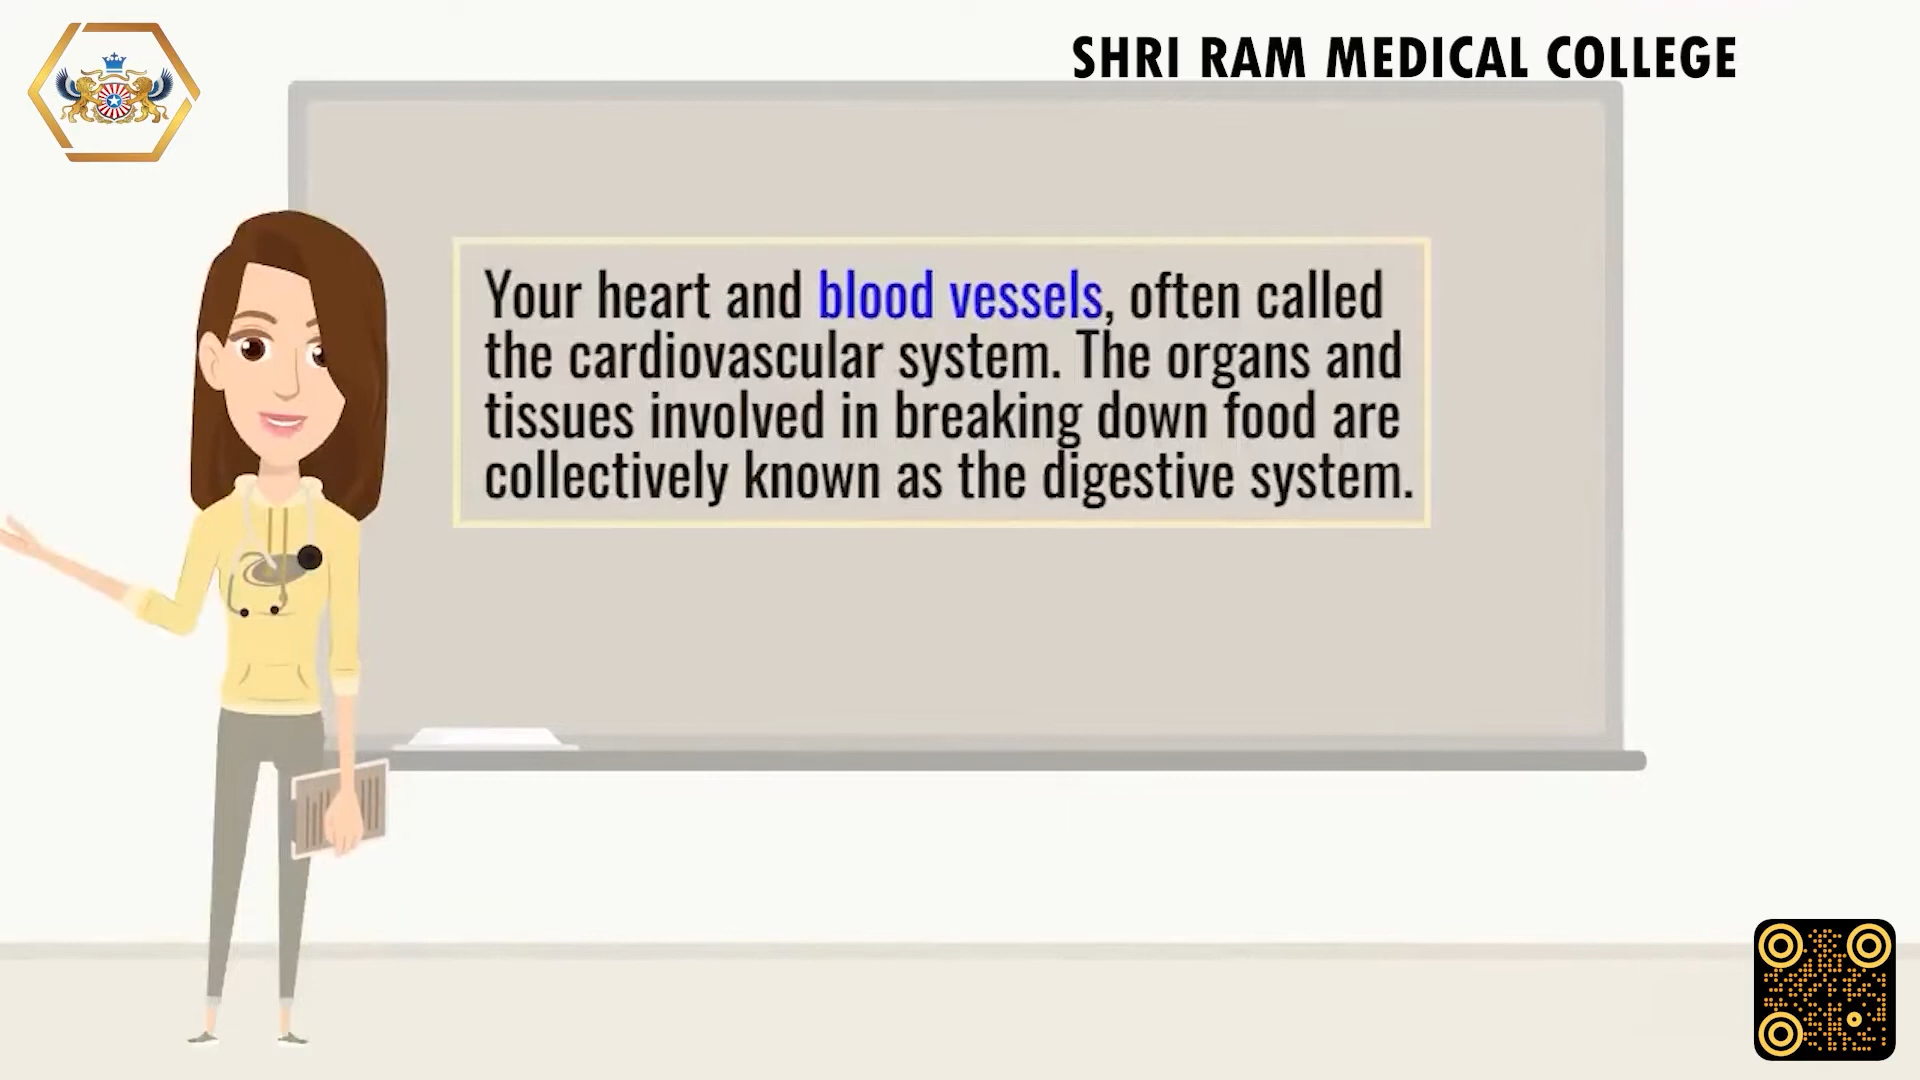 SHRI RAM MEDICAL COLLEGE
Your heart and blood vessels, often called
the cardiovascular system. The organs and
tissues involved in breaking down food are
collectively known as the digestive system.